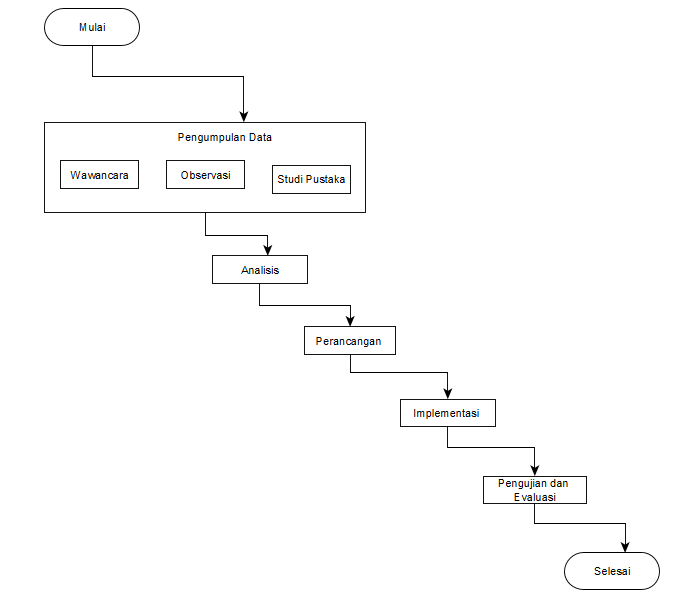 Mulai
Pengumpulan Data
Wawancara
Observasi
Studi Pustaka
Analisis
Perancangan
Implementasi
Pengujian dan
Evaluasi
Selesai